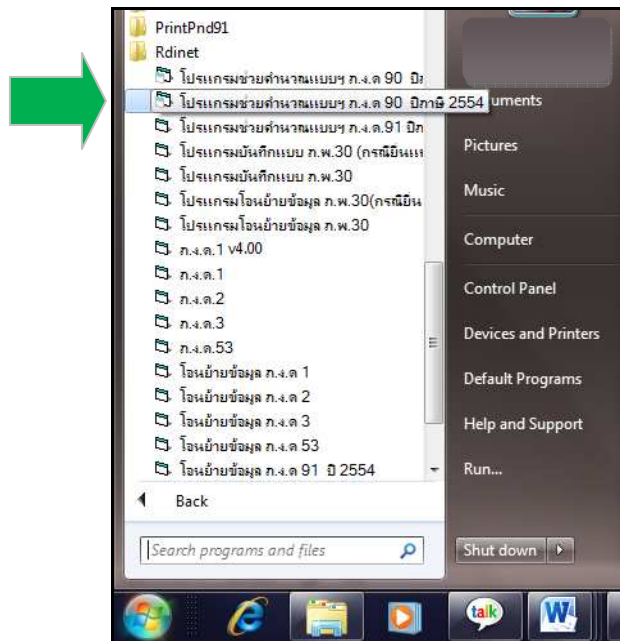 PrintPnd91
Rdinet
โปรแกรมช่วยคำนวณแบบฯ ภ.ง.ด 90 ปีภ
โปรแกรมช่วยคำนวณแบบฯ ภ.ง.ด 90 ปีภาษี 2554
โปรแกรมช่วยคำนวณแบบฯ ภ.ง.ด.91 ปีภ
โปรแกรมบันทึกแบบ ภ.พ.30 (กรณียื่นแ
โปรแกรมบันทึกแบบ ภ.พ.30
โปรแกรมโอนย้ายข้อมูล ภ.พ.30(กรณียื่น
โปรแกรมโอนย้ายข้อมูล ภ.พ.30
ภ.ง.ด.1 v4.00
ภ.ง.ด.1
ภ.ง.ด.2
ภ.ง.ด.3
ภ.ง.ด.53
โอนย้ายข้อมูล ภ.ง.ด 1
โอนย้ายข้อมูล ภ.ง.ด 2
โอนย้ายข้อมูล ภ.ง.ด 3
โอนย้ายข้อมูล ภ.ง.ด 53
โอนย้ายข้อมูล ภ.ง.ด 91 ปี 2554
Back
Search programs and files
uments
Pictures
Music
Computer
Control Panel
Devices and Printers
Default Programs
Help and Support
Run...
Shut down
talk
W